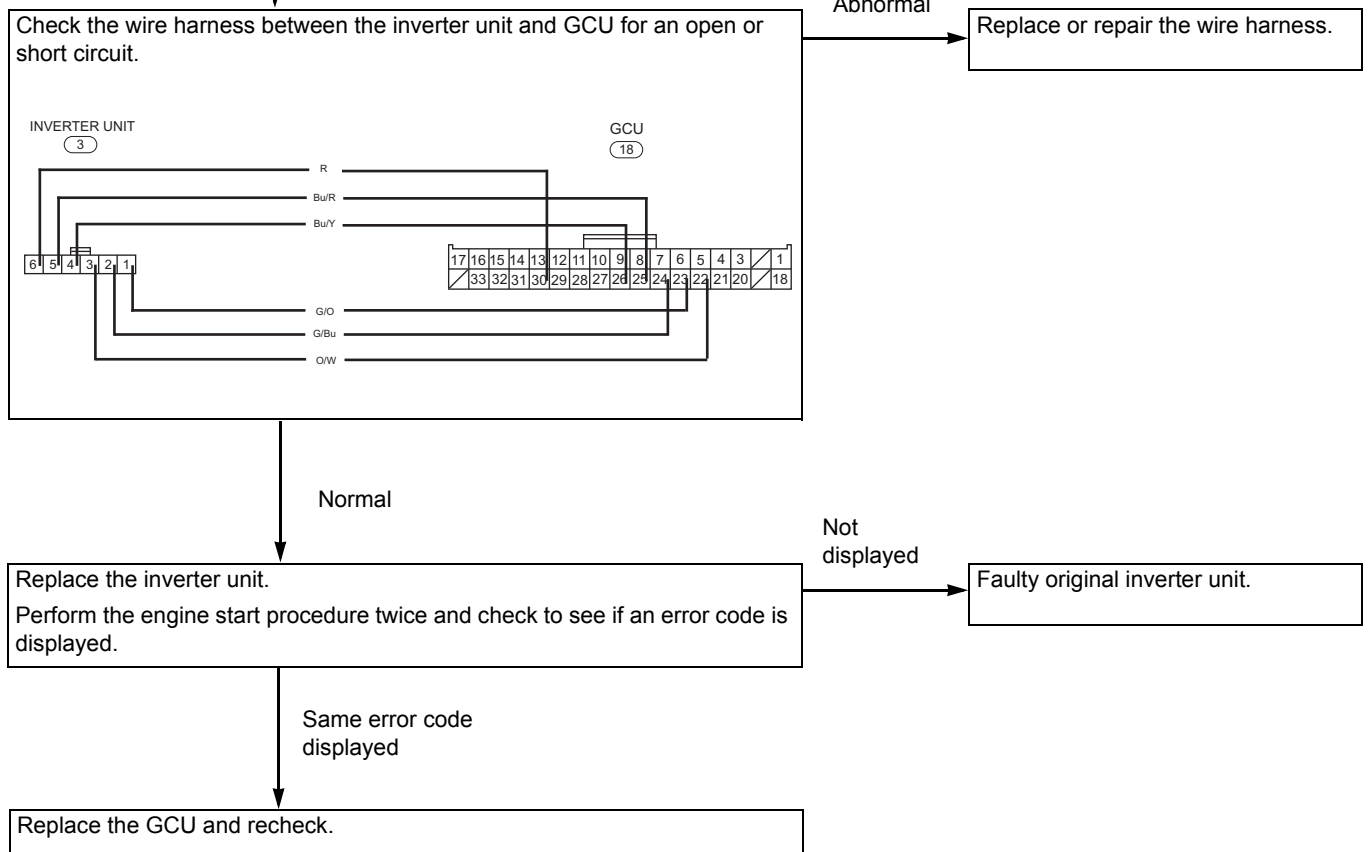 Abnormal
Check the wire harness between the inverter unit and GCU for an open or
short circuit.
Replace or repair the wire harness.
INVERTER UNIT
3
GCU
18
R
Bu/R
Bu/Y
6 5 4 3 2 1
17 16 15 14 13 12 11 10 9 8 7 6 5 4 3 1
33 32 31 30 29 28 27 26 25 24 23 22 21 20 18
G/O
G/Bu
O/W
Normal
Not
displayed
Replace the inverter unit.
Perform the engine start procedure twice and check to see if an error code is
displayed.
Faulty original inverter unit.
Same error code
displayed
Replace the GCU and recheck.